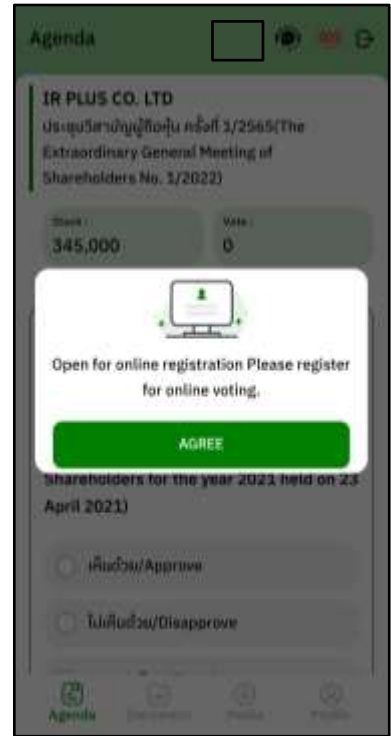 Agenda
IR PLUS CO. LTD
ประชุมวิสามัญผู้ถือหุ้น ครั้งที่ 1/2565(The
Extraordinary General Meeting of
Shareholders No. 1/2022)
Stock :
Vote :
345,000
0
Open for online registration Please register
for online voting.
AGREE
Shareholders for the year 2021 held on 23
April 2021)
เห็นด้วย/Approve
ไม่เห็นด้วย/Disapprove
Agenda
Document
Media
Profile